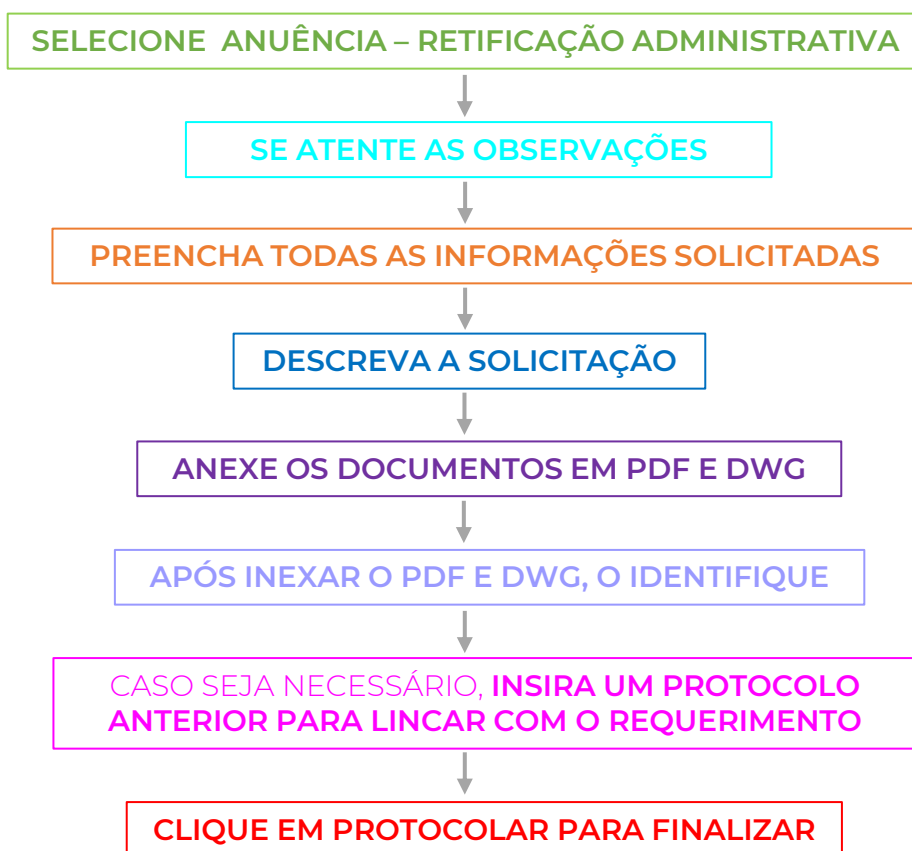 SELECIONE ANUÊNCIA – RETIFICAÇÃO ADMINISTRATIVA
SE ATENTE AS OBSERVAÇÕES
PREENCHA TODAS AS INFORMAÇÕES SOLICITADAS
DESCREVA A SOLICITAÇÃO
ANEXE OS DOCUMENTOS EM PDF E DWG
APÓS INEXAR O PDF E DWG, O IDENTIFIQUE
CASO SEJA NECESSÁRIO, INSIRA UM PROTOCOLO
ANTERIOR PARA LINCAR COM O REQUERIMENTO
CLIQUE EM PROTOCOLAR PARA FINALIZAR